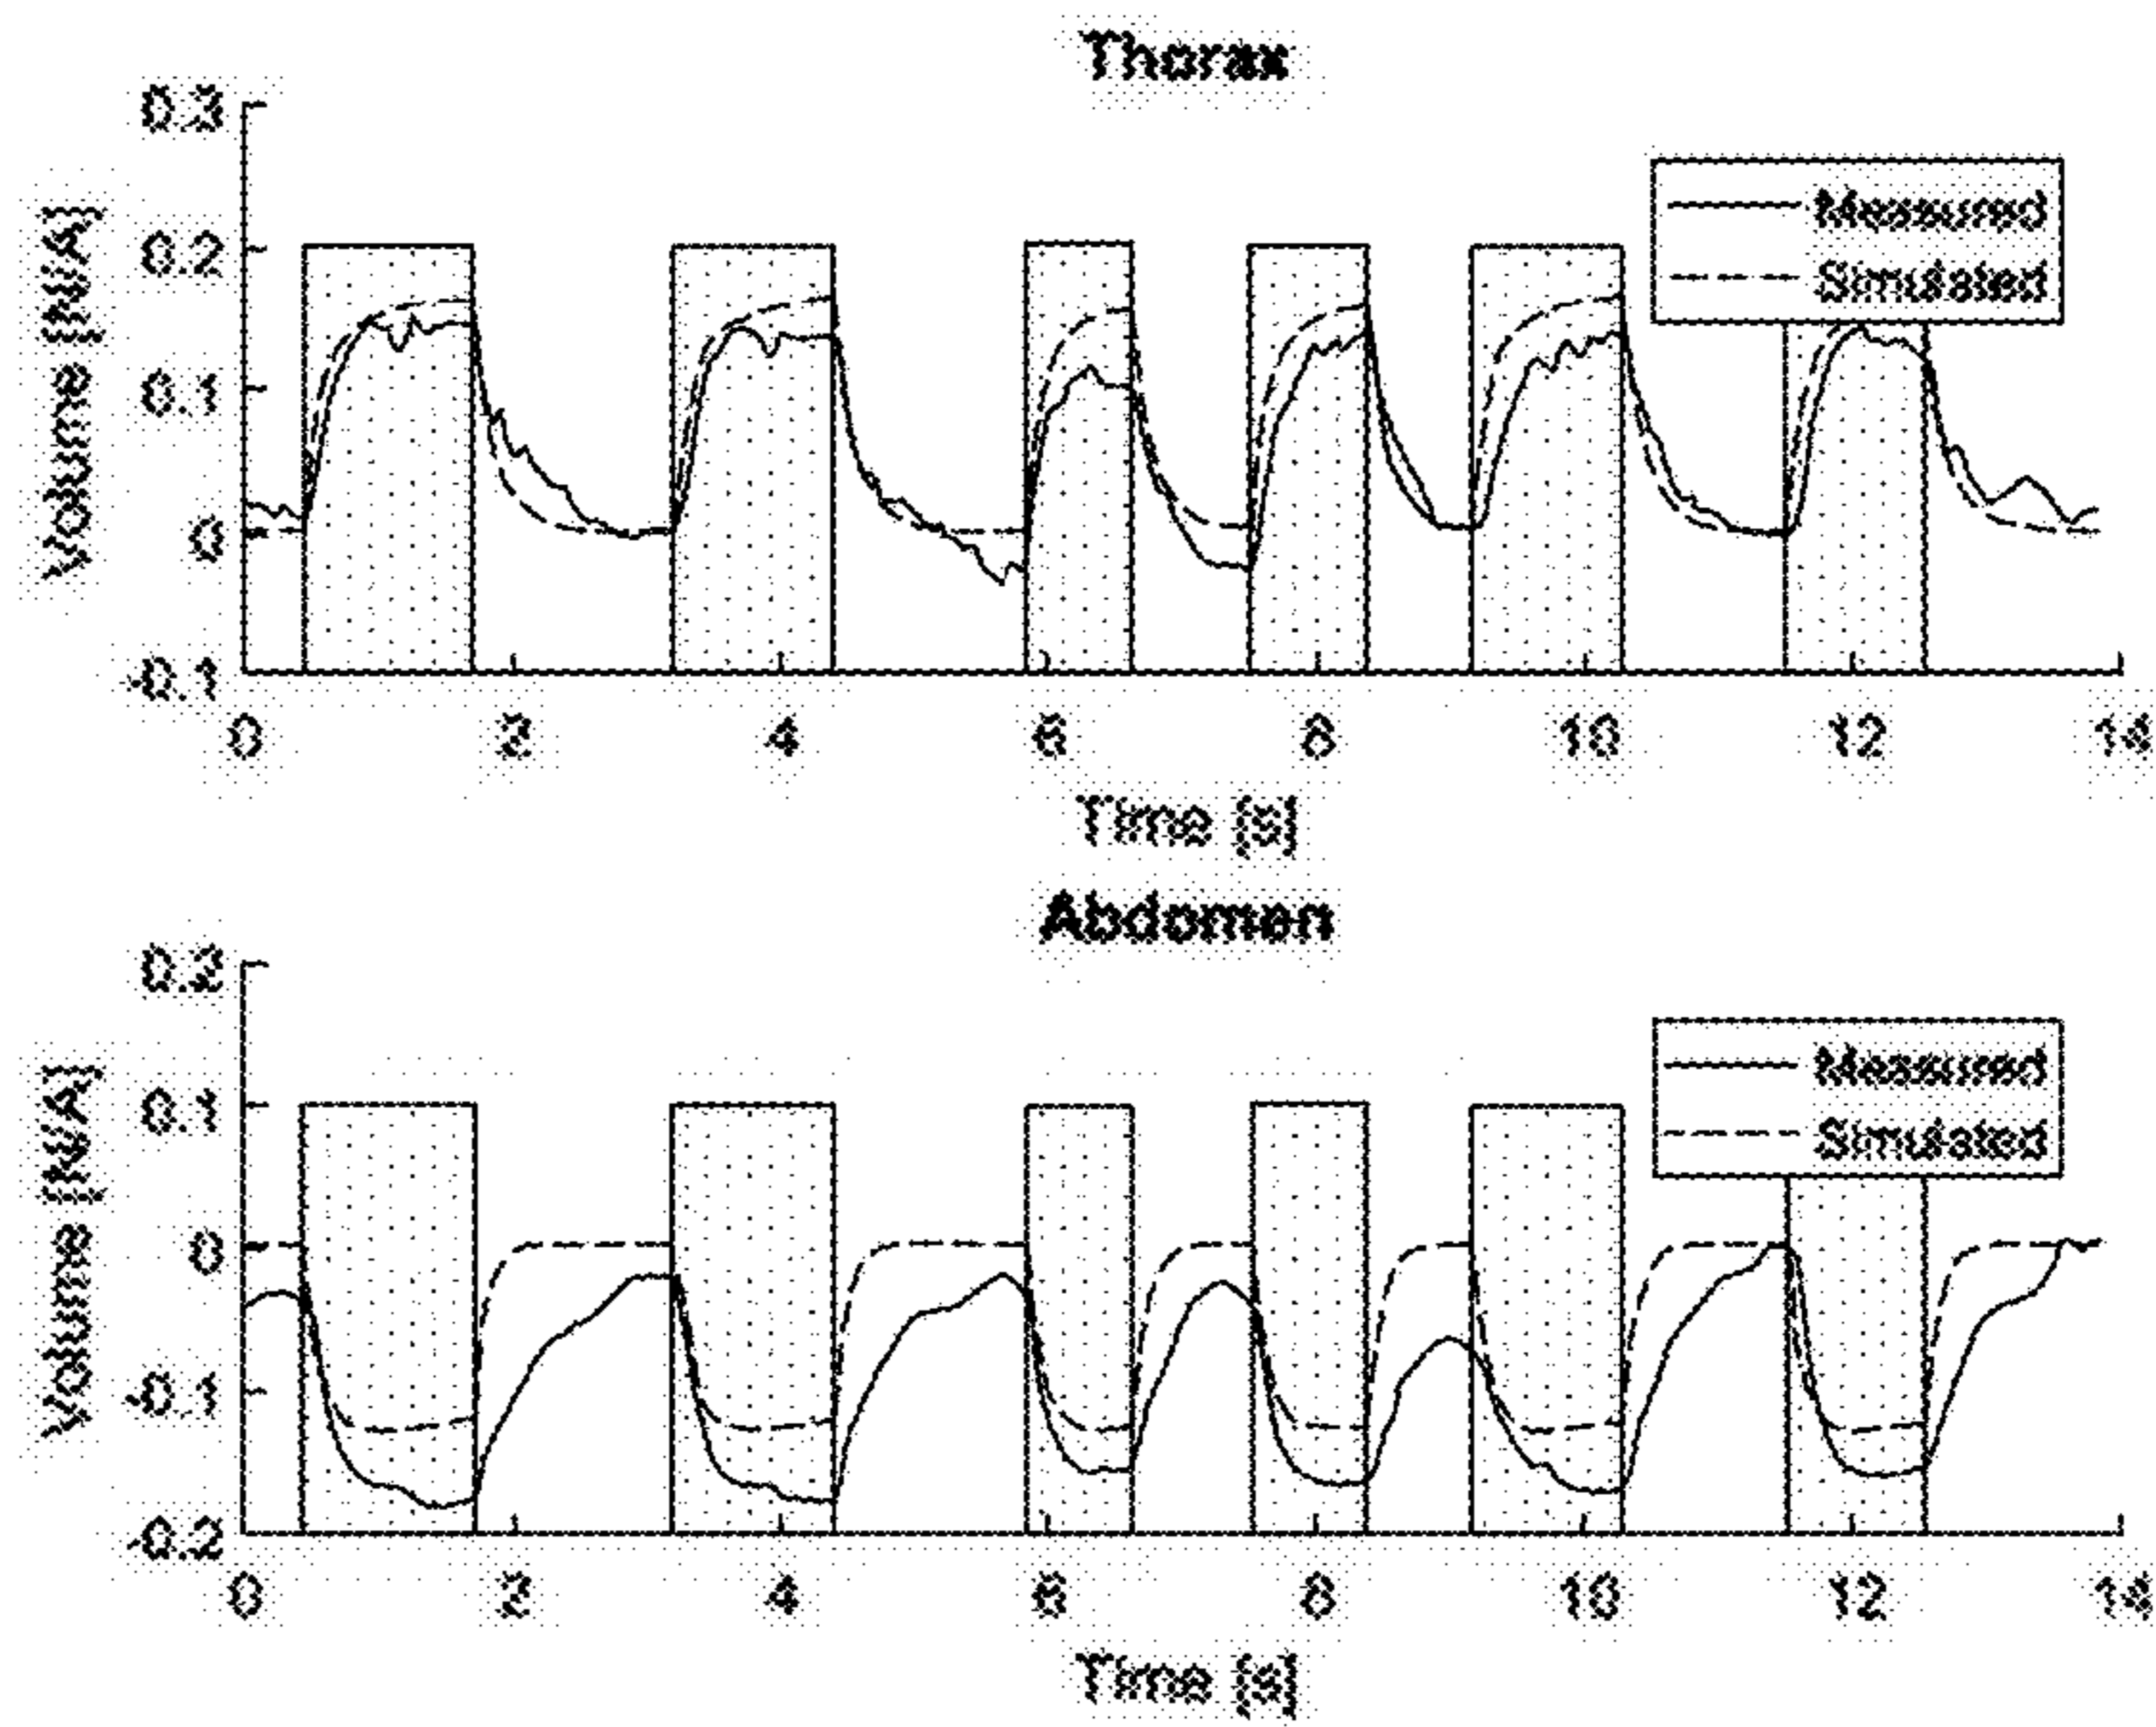 Thorax
0.3
0.2
0.1
0
-0.1
Volume [N/A]
Measured
Simulated
0 2 4 6 8 10 12 14
Time [s]
Abdomen
0.2
0.1
0
-0.1
-0.2
Volume [N/A]
Measured
Simulated
0 2 4 6 8 10 12 14
Time [s]